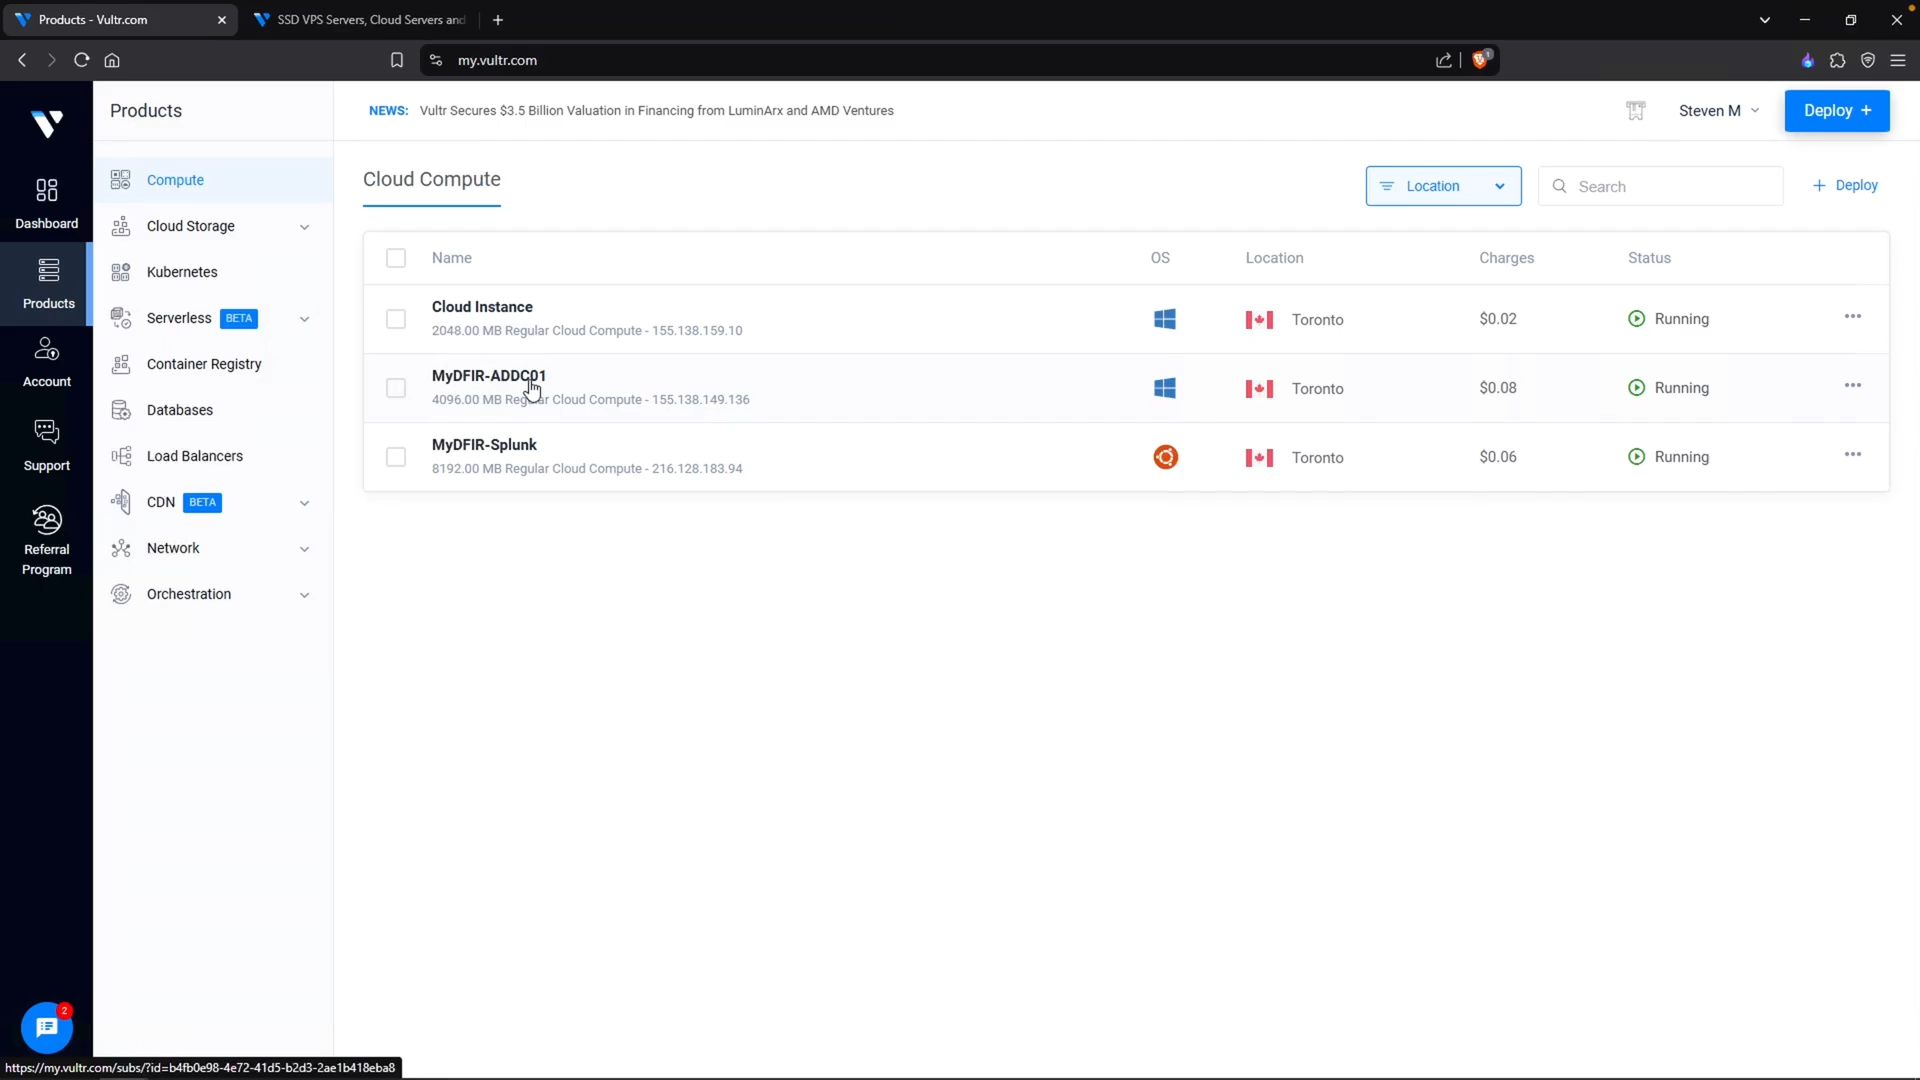 Products - Vultr.com
SSD VPS Servers, Cloud Servers and
my.vultr.com
1
Products
NEWS: Vultr Secures $3.5 Billion Valuation in Financing from LuminArx and AMD Ventures
Steven M
Deploy +
Dashboard
Products
Account
Support
Referral
Program
Compute
Cloud Storage
Kubernetes
Serverless BETA
Container Registry
Databases
Load Balancers
CDN BETA
Network
Orchestration
Cloud Compute
Location
Search
+ Deploy
Name OS Location Charges Status
Cloud Instance
2048.00 MB Regular Cloud Compute - 155.138.159.10
Toronto $0.02 Running
MyDFIR-ADDC01
4096.00 MB Regular Cloud Compute - 155.138.149.136
Toronto $0.08 Running
MyDFIR-Splunk
8192.00 MB Regular Cloud Compute - 216.128.183.94
Toronto $0.06 Running
2
https://my.vultr.com/subs/?id=b4fb0e98-4e72-41d5-b2d3-2ae1b418eba8